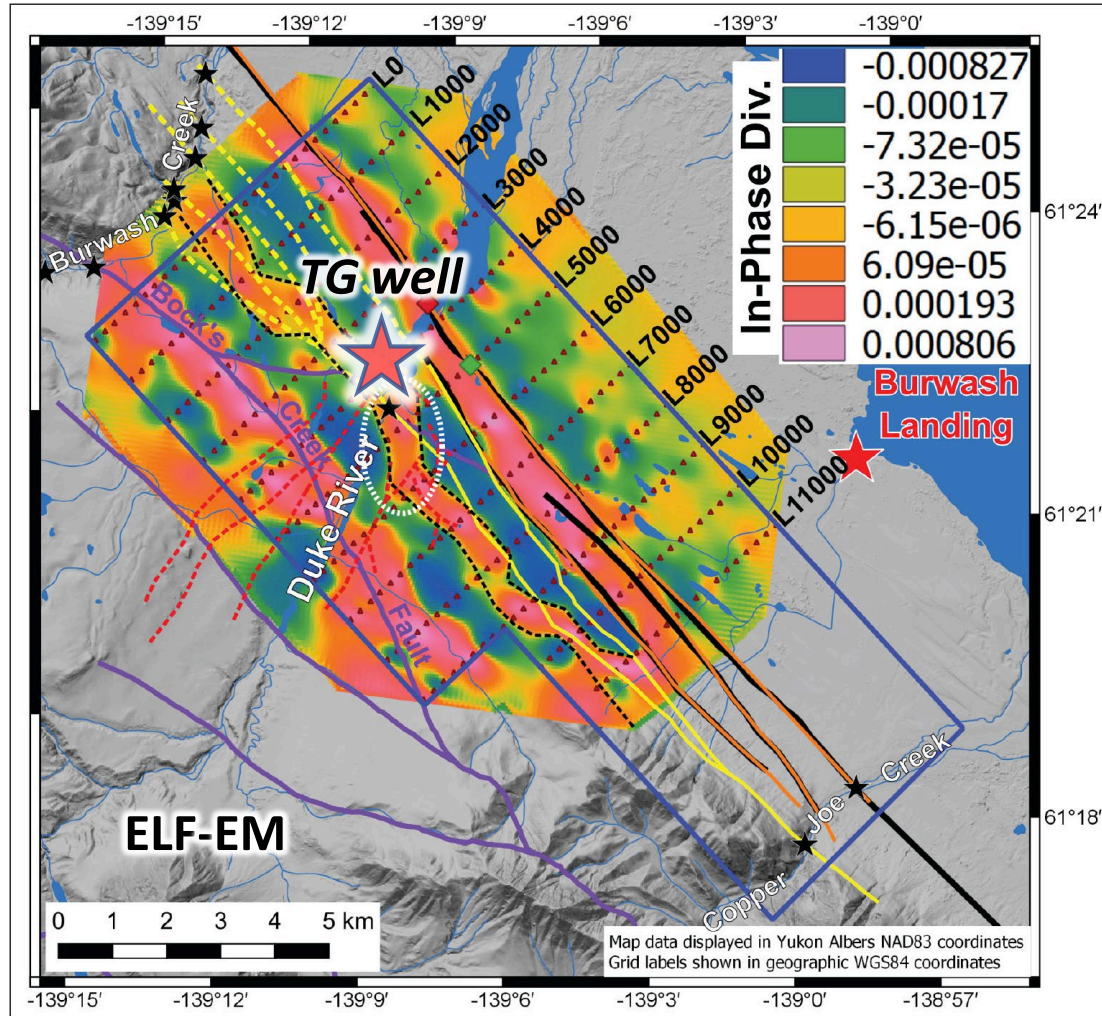 -139°15′ -139°12′ -139°9′ -139°6′ -139°3′ -139°0′
In-Phase Div.
-0.000827
-0.00017
-7.32e-05
-3.23e-05
-6.15e-06
6.09e-05
0.000193
0.000806
L0
L1000
L2000
L3000
L4000
L5000
L6000
L7000
L8000
L9000
L10000
L11000
61°24′
61°21′
61°18′
Burwash Creek
TG well
Bock's Creek Fault
Duke River
Burwash
Landing
Copper Joe Creek
ELF-EM
0 1 2 3 4 5 km
Map data displayed in Yukon Albers NAD83 coordinates
Grid labels shown in geographic WGS84 coordinates
-139°15′ -139°12′ -139°9′ -139°6′ -139°3′ -139°0′ -138°57′